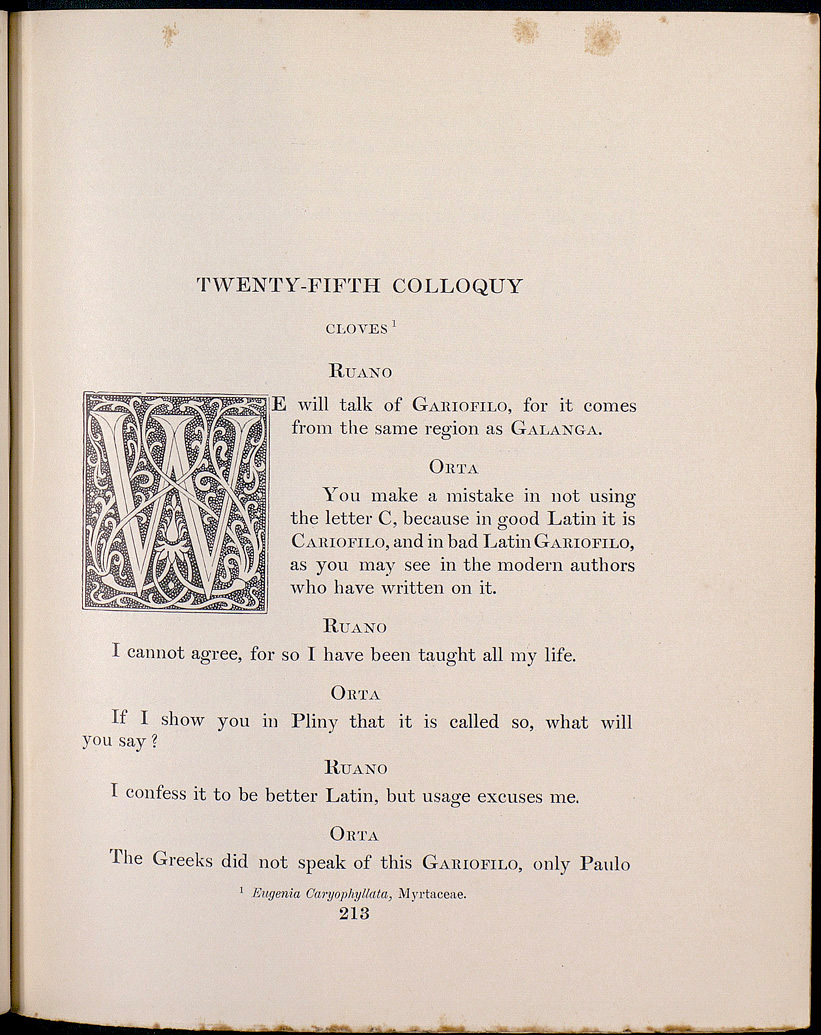 TWENTY-FIFTH COLLOQUY
CLOVES 1
RUANO
WE will talk of GARIOFILO, for it comes
from the same region as GALANGA.
ORTA
You make a mistake in not using
the letter C, because in good Latin it is
CARIOFILO, and in bad Latin GARIOFILO,
as you may see in the modern authors
who have written on it.
RUANO
I cannot agree, for so I have been taught all my life.
ORTA
If I show you in Pliny that it is called so, what will
you say ?
RUANO
I confess it to be better Latin, but usage excuses me.
ORTA
The Greeks did not speak of this GARIOFILO, only Paulo
1 Eugenia Caryophyllata, Myrtaceae.
213